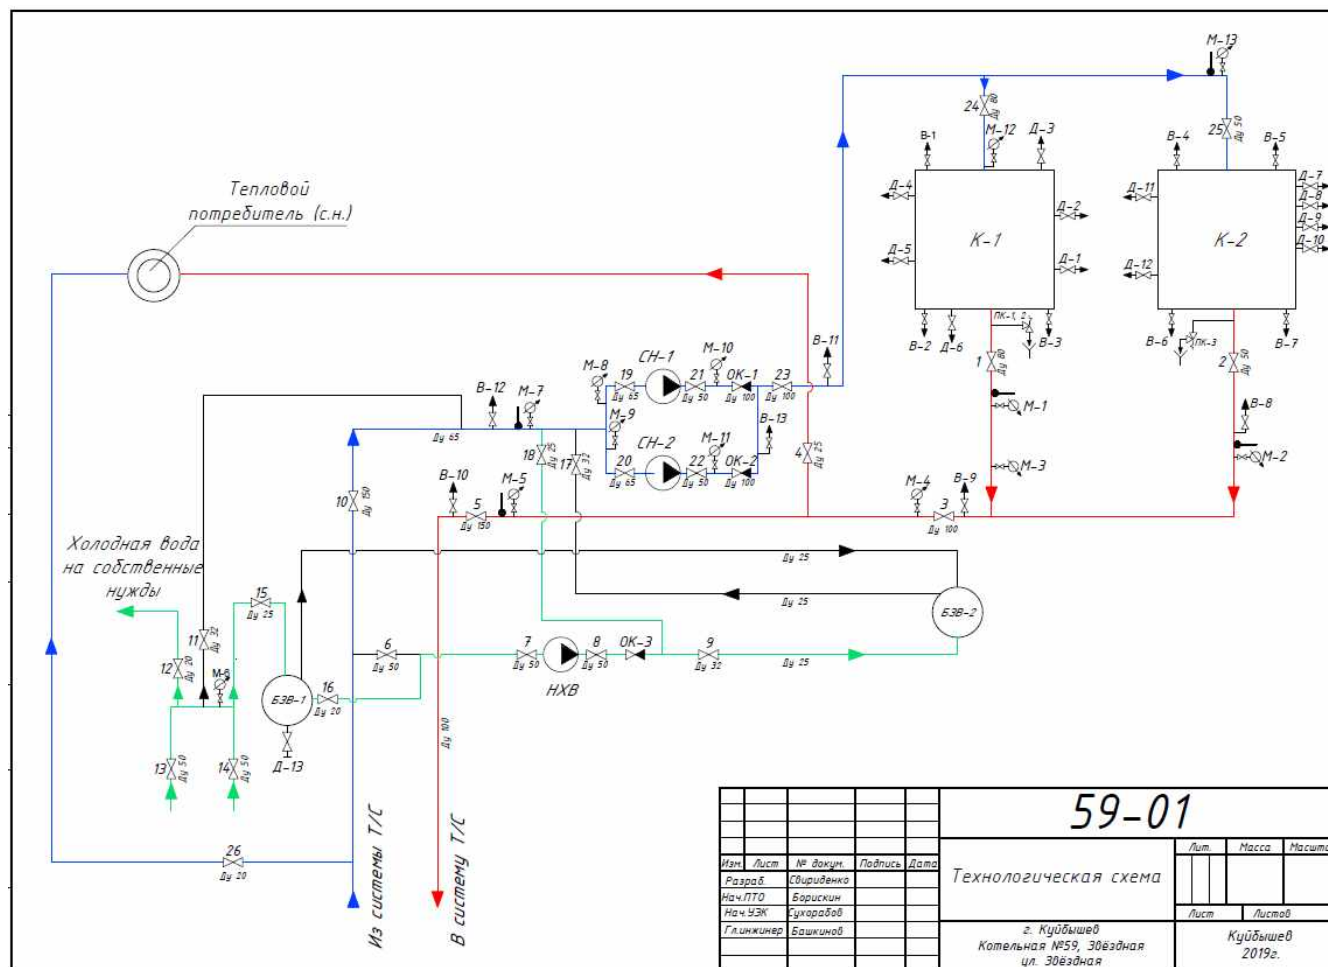 М-13
24
Ду 80
М-12
Д-3
В-1
В-4
25
Ду 50
В-5
Тепловой
потребитель (с.н.)
Д-4
Д-2
Д-5
Д-1
К-1
Д-11
Д-7
Д-8
Д-9
Д-10
Д-12
К-2
В-2
Д-6
ПК-1, 2
В-3
В-6
ПК-3
В-7
1
Ду 80
2
Ду 50
В-11
М-8
19
Ду 65
СН-1
21
Ду 50
М-10
ОК-1
Ду 100
23
Ду 100
В-12
М-7
М-9
В-13
М-1
В-8
Ду 65
18
Ду 25
17
Ду 32
СН-2
20
Ду 65
22
Ду 50
М-11
ОК-2
Ду 100
4
Ду 25
М-2
М-3
10
Ду 150
В-10
5
Ду 150
М-5
М-4
3
Ду 100
В-9
Холодная вода
на собственные
нужды
Ду 25
15
Ду 25
Ду 25
БЗВ-2
11
Ду 32
12
Ду 20
М-6
6
Ду 50
7
Ду 50
НХВ
8
Ду 50
ОК-3
9
Ду 32
Ду 25
БЗВ-1
16
Ду 20
Ду 100
13
Ду 50
14
Ду 50
Д-13
26
Ду 20
Из системы Т/С
В систему Т/С
59-01
Изм. Лист № докум. Подпись Дата
Разраб. Свириденко
Нач.ПТО Борискин
Нач.УЭК Сухорабов
Гл.инженер Башкинов
Технологическая схема
Лит. Масса Масшта
Лист Листов
г. Куйбышев
Котельная №59, Звёздная
ул. Звёздная
Куйбышев
2019г.